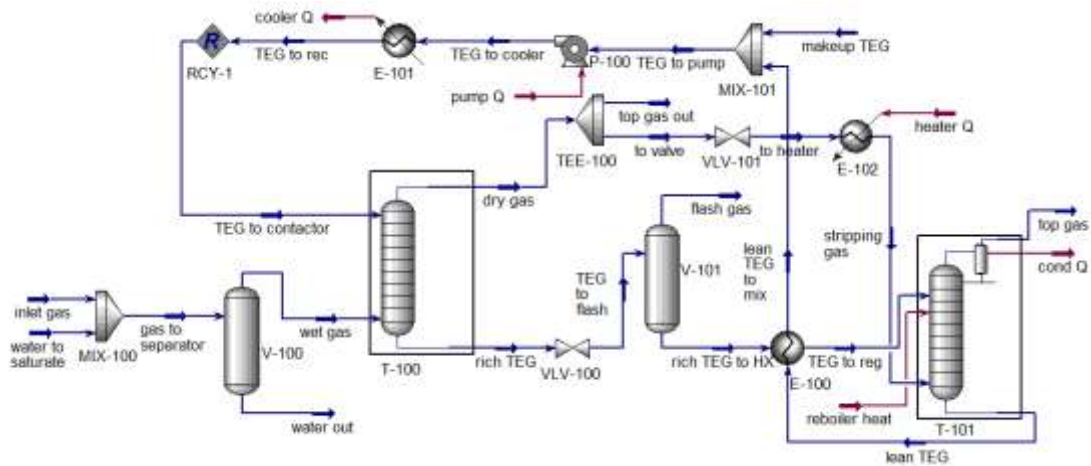 cooler Q
makeup TEG
TEG to rec
TEG to cooler
P-100
TEG to pump
RCY-1
E-101
MIX-101
pump Q
top gas out
heater Q
to valve
to heater
TEE-100
VLV-101
E-102
dry gas
flash gas
TEG to contactor
top gas
stripping
gas
lean
TEG
to
mix
V-101
TEG
to
flash
cond Q
inlet gas
gas to
seperator
wet gas
water to
saturate
MIX-100
V-100
rich TEG
rich TEG to HX
TEG to reg
T-100
VLV-100
E-100
reboiler heat
water out
T-101
lean TEG
R